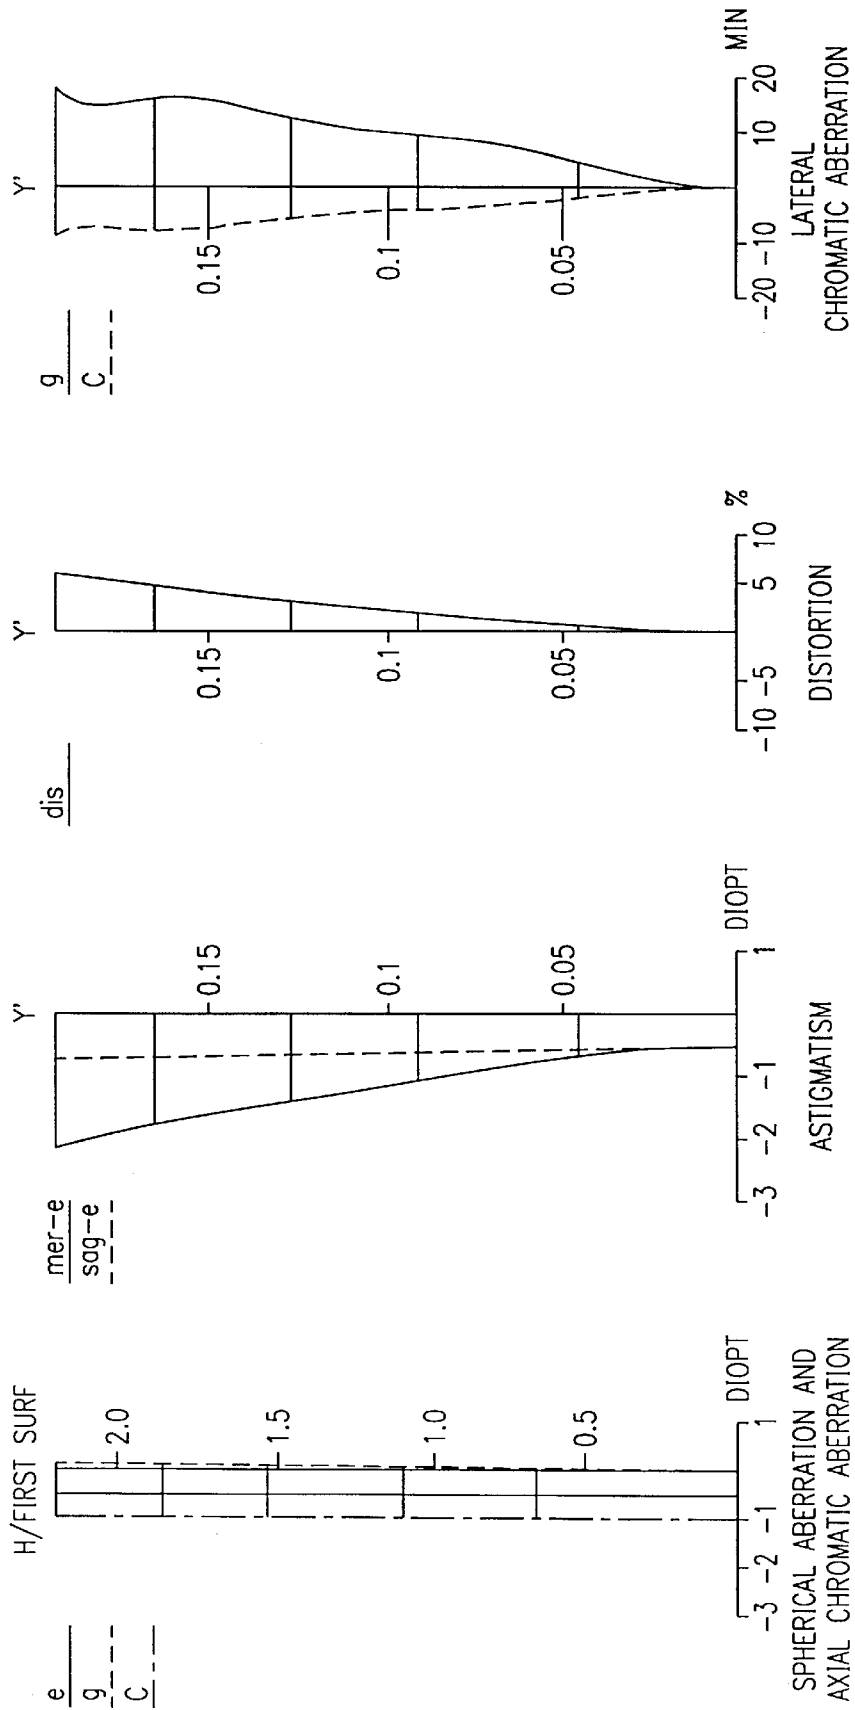 e
g
C
H/FIRST SURF
2.0
1.5
1.0
0.5
-3 -2 -1 1
DIOPT
SPHERICAL ABERRATION AND
AXIAL CHROMATIC ABERRATION
mer-e
sag-e
Y'
0.15
0.1
0.05
-3 -2 -1 1
DIOPT
ASTIGMATISM
dis
Y'
0.15
0.1
0.05
-10 -5 5 10
%
DISTORTION
g
C
Y'
0.15
0.1
0.05
-20 -10 10 20
MIN
LATERAL
CHROMATIC ABERRATION